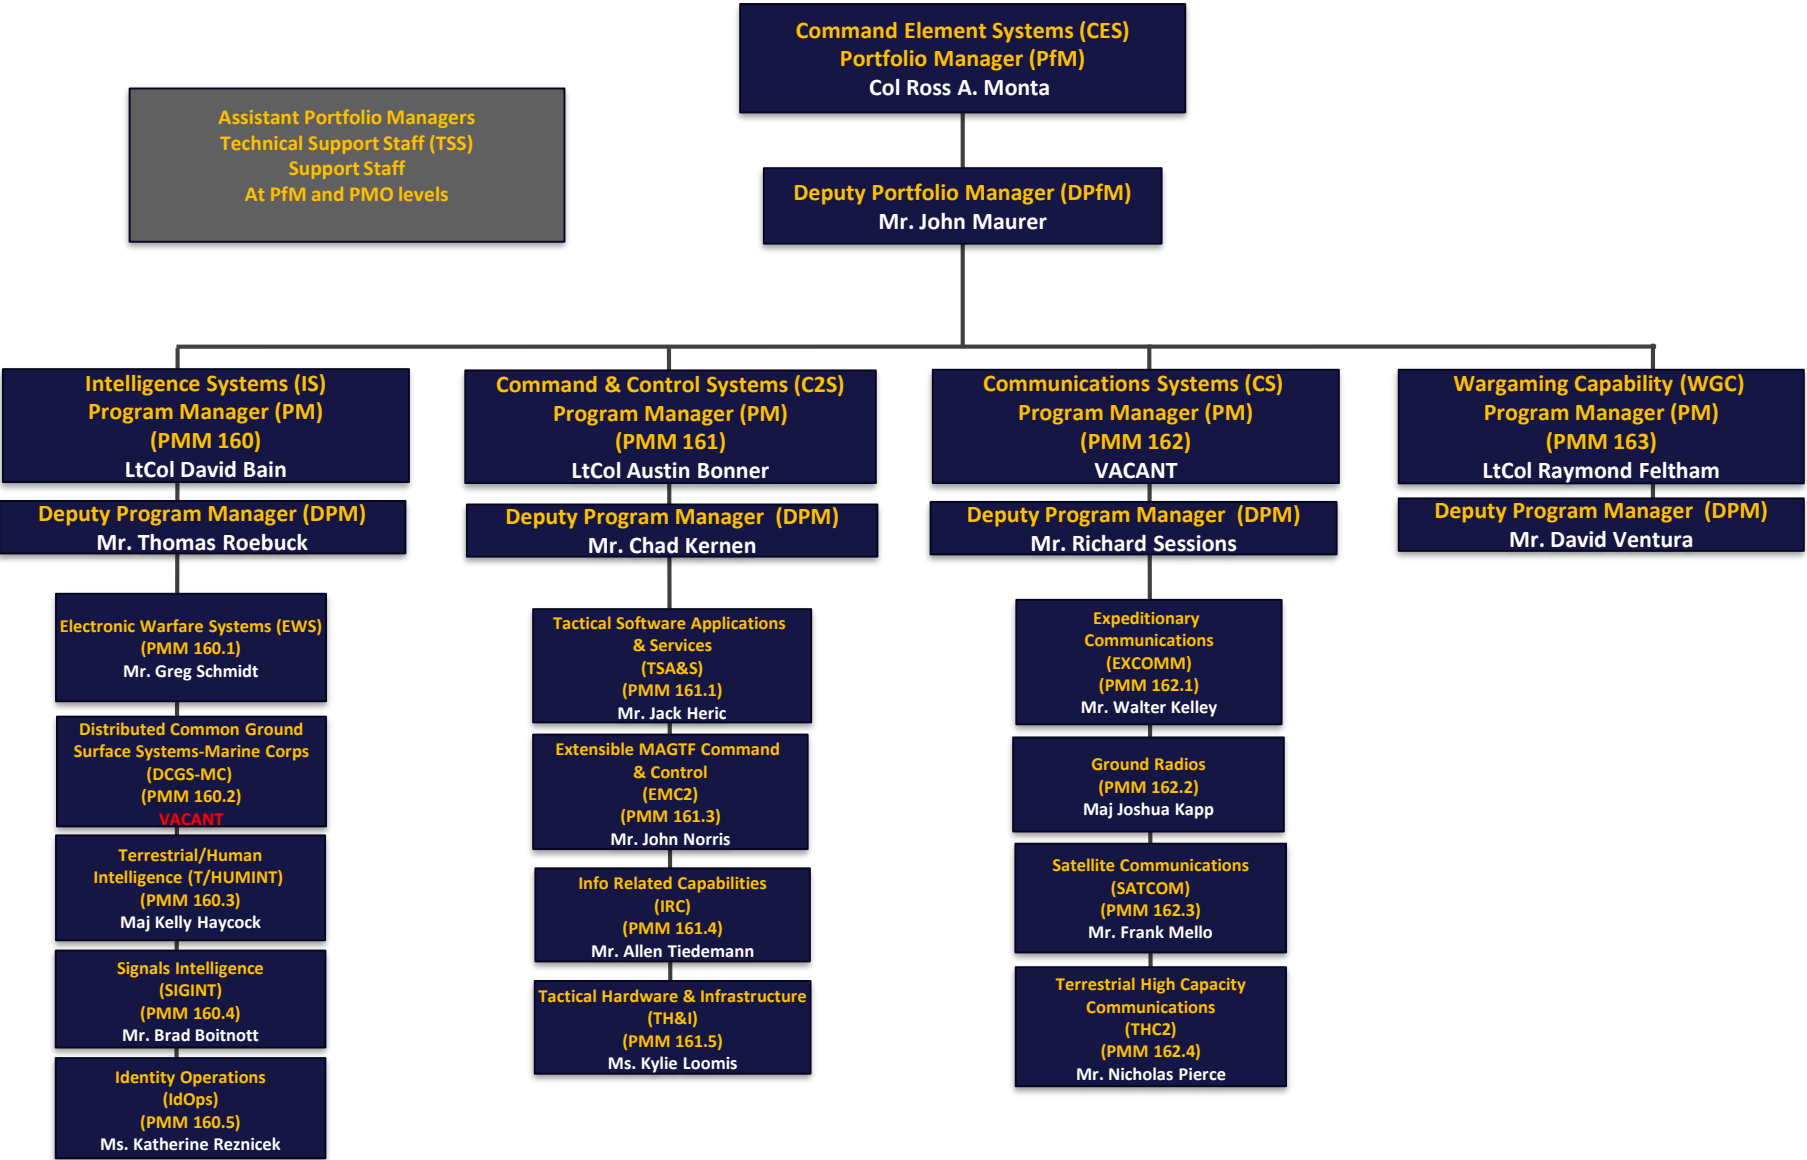 Command Element Systems (CES)
Portfolio Manager (PfM)
Col Ross A. Monta
Assistant Portfolio Managers
Technical Support Staff (TSS)
Support Staff
At PfM and PMO levels
Deputy Portfolio Manager (DPfM)
Mr. John Maurer
Intelligence Systems (IS)
Program Manager (PM)
(PMM 160)
LtCol David Bain
Deputy Program Manager (DPM)
Mr. Thomas Roebuck
Electronic Warfare Systems (EWS)
(PMM 160.1)
Mr. Greg Schmidt
Distributed Common Ground
Surface Systems-Marine Corps
(DCGS-MC)
(PMM 160.2)
VACANT
Terrestrial/Human
Intelligence (T/HUMINT)
(PMM 160.3)
Maj Kelly Haycock
Signals Intelligence
(SIGINT)
(PMM 160.4)
Mr. Brad Boitnott
Identity Operations
(IdOps)
(PMM 160.5)
Ms. Katherine Reznicek
Command & Control Systems (C2S)
Program Manager (PM)
(PMM 161)
LtCol Austin Bonner
Deputy Program Manager (DPM)
Mr. Chad Kernen
Tactical Software Applications
& Services
(TSA&S)
(PMM 161.1)
Mr. Jack Heric
Extensible MAGTF Command
& Control
(EMC2)
(PMM 161.3)
Mr. John Norris
Info Related Capabilities
(IRC)
(PMM 161.4)
Mr. Allen Tiedemann
Tactical Hardware & Infrastructure
(TH&I)
(PMM 161.5)
Ms. Kylie Loomis
Communications Systems (CS)
Program Manager (PM)
(PMM 162)
VACANT
Deputy Program Manager (DPM)
Mr. Richard Sessions
Expeditionary
Communications
(EXCOMM)
(PMM 162.1)
Mr. Walter Kelley
Ground Radios
(PMM 162.2)
Maj Joshua Kapp
Satellite Communications
(SATCOM)
(PMM 162.3)
Mr. Frank Mello
Terrestrial High Capacity
Communications
(THC2)
(PMM 162.4)
Mr. Nicholas Pierce
Wargaming Capability (WGC)
Program Manager (PM)
(PMM 163)
LtCol Raymond Feltham
Deputy Program Manager (DPM)
Mr. David Ventura